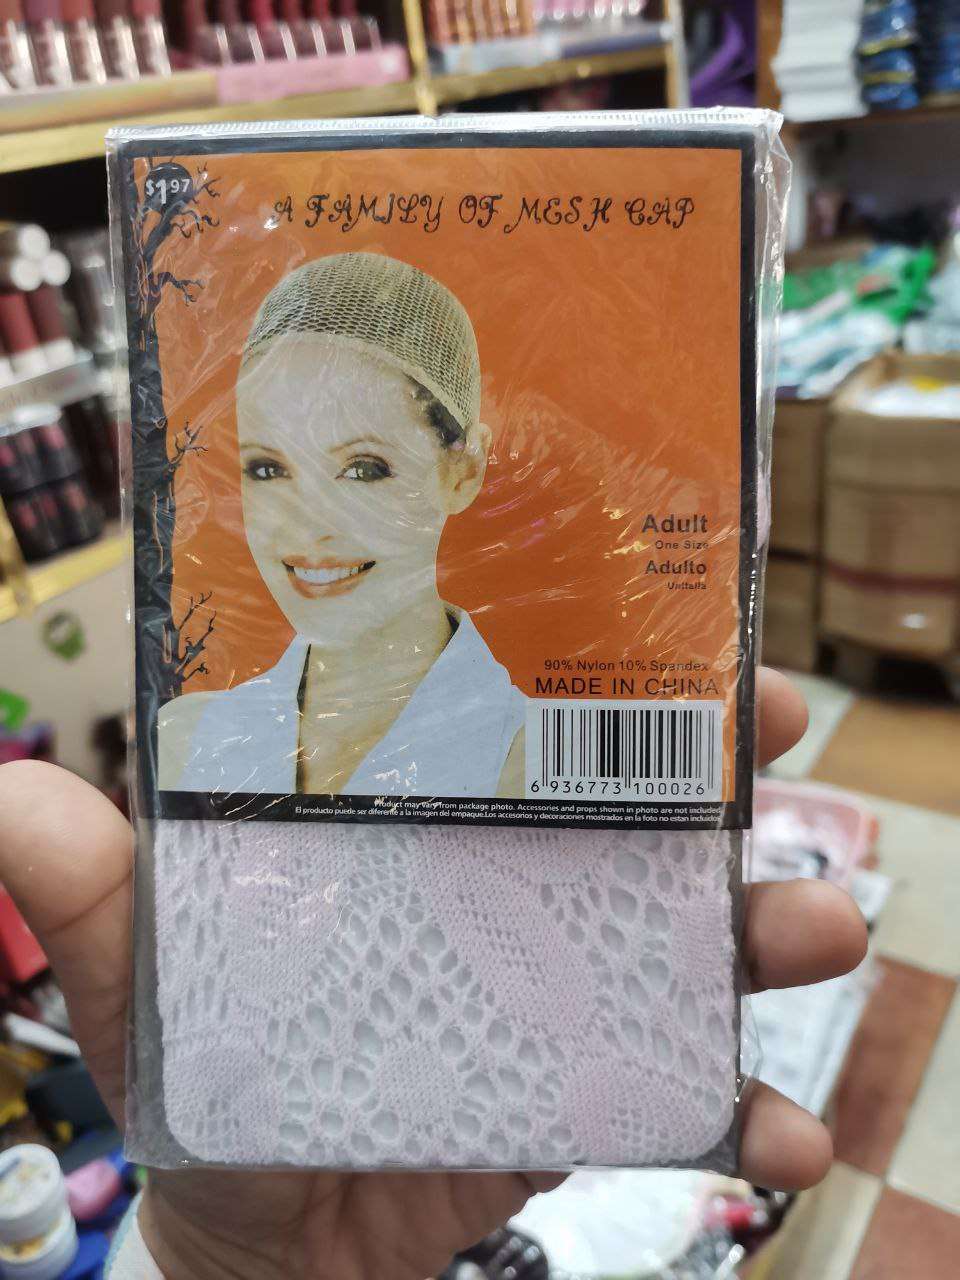 $1.97
A FAMILY OF MESH CAP
Adult
One Size
Adulto
Unitalla
90% Nylon 10% Spandex
MADE IN CHINA
6 936773 100026
Product may vary from package photo. Accessories and props shown in photo are not included
El producto puede ser diferente a la imagen del empaque.Los accesorios y decoraciones mostrados en la foto no estan incluidos